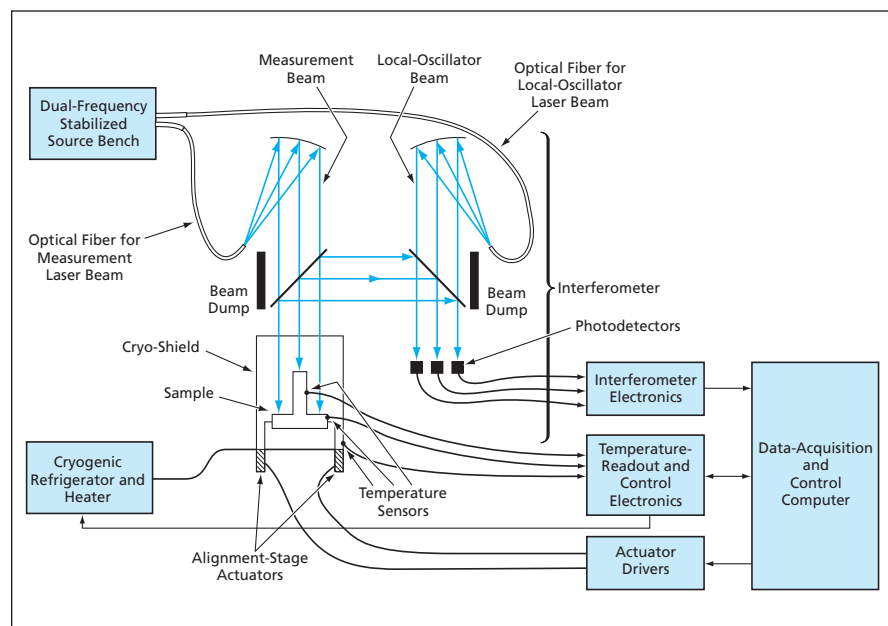 Measurement
Beam
Local-Oscillator
Beam
Optical Fiber for
Local-Oscillator
Laser Beam
Dual-Frequency
Stabilized
Source Bench
Optical Fiber for
Measurement
Laser Beam
Beam
Dump
Beam
Dump
Interferometer
Photodetectors
Cryo-Shield
Sample
Interferometer
Electronics
Cryogenic
Refrigerator and
Heater
Temperature
Sensors
Temperature-
Readout and
Control
Electronics
Data-Acquisition
and
Control
Computer
Alignment-Stage
Actuators
Actuator
Drivers